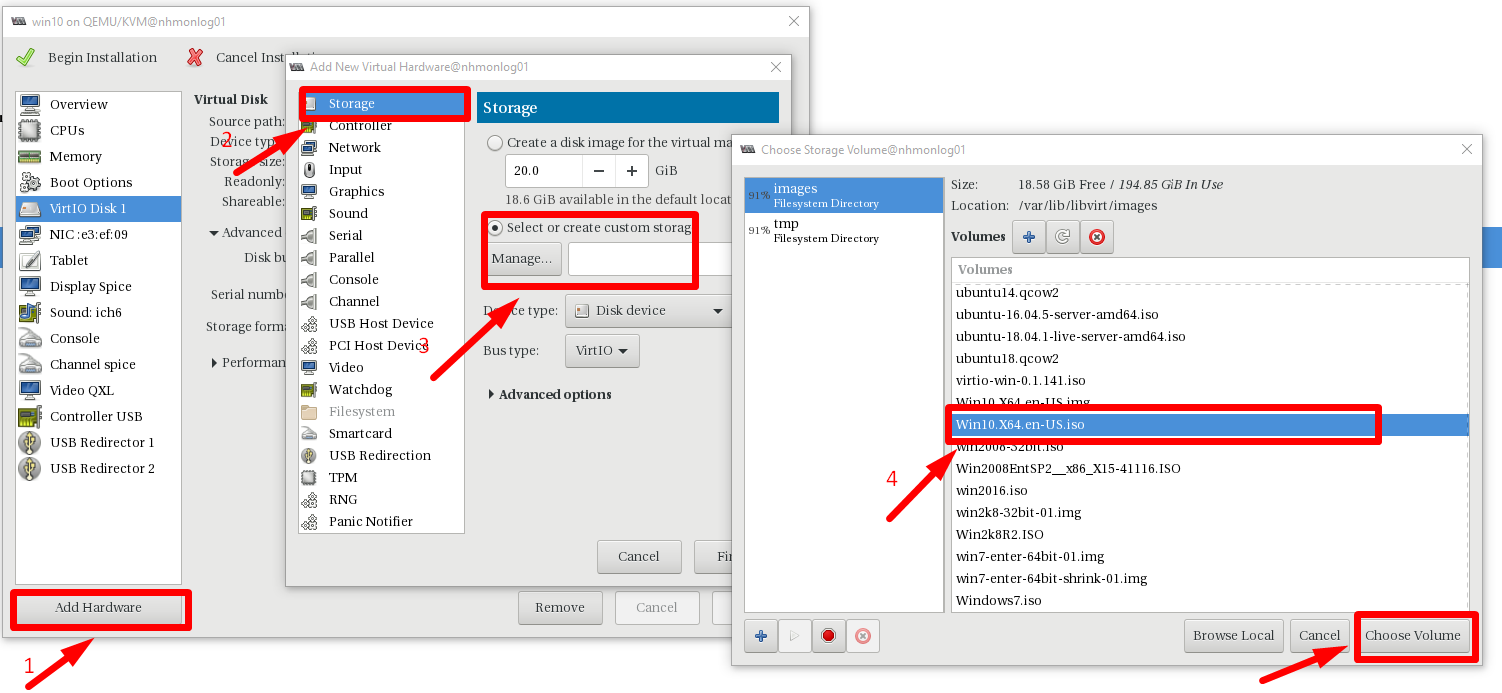 win10 on QEMU/KVM@nhmonlog01
Begin Installation
Cancel
Overview
CPUs
Memory
Boot Options
VirtIO Disk 1
NIC :e3:ef:09
Tablet
Display Spice
Sound: ich6
Console
Channel spice
Video QXL
Controller USB
USB Redirector 1
USB Redirector 2
Add Hardware
1
Virtual Disk
Source path:
Device
Storage size:
Readonly:
Shareable:
Advanced
Disk
Serial
Storage
Remove
Cancel
Add New Virtual Hardware@nhmonlog01
2
Storage
Controller
Network
Input
Graphics
Sound
Serial
Parallel
Console
Channel
USB Host Device
PCI Host Device
Video
Watchdog
Filesystem
Smartcard
USB Redirection
TPM
RNG
Panic Notifier
Storage
Create a disk image for the virtual
20.0
GiB
18.6 GiB available in the default
Select or create custom storag
Manage...
3
Device type:
Disk device
Bus type:
VirtIO
Advanced options
Cancel
Choose Storage Volume@nhmonlog01
91% images
Filesystem Directory
91% tmp
Filesystem Directory
Size: 18.58 GiB Free / 194.85 GiB In Use
Location: /var/lib/libvirt/images
Volumes
Volumes
ubuntu14.qcow2
ubuntu-16.04.5-server-amd64.iso
ubuntu-18.04.1-live-server-amd64.iso
ubuntu18.qcow2
virtio-win-0.1.141.iso
Win10.X64.en-US.img
Win10.X64.en-US.iso
win2008-32bit.iso
Win2008EntSP2__x86_X15-41116.ISO
win2016.iso
win2k8-32bit-01.img
Win2k8R2.ISO
win7-enter-64bit-01.img
win7-enter-64bit-shrink-01.img
Windows7.iso
4
Browse Local
Cancel
Choose Volume